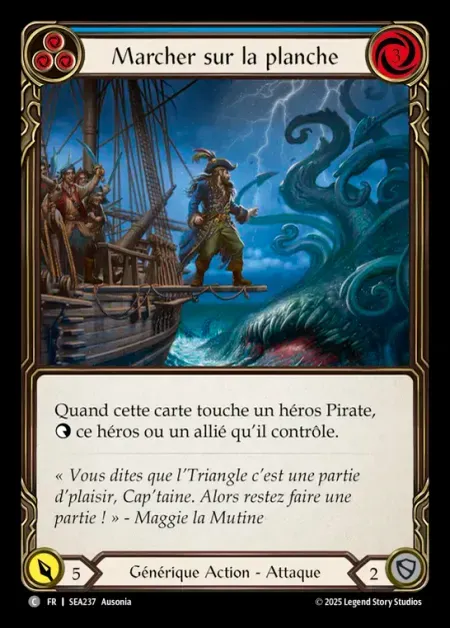 Marcher sur la planche
3
Quand cette carte touche un héros Pirate,
ce héros ou un allié qu'il contrôle.
« Vous dites que l'Triangle c'est une partie
d'plaisir, Cap'taine. Alors restez faire une
partie ! » - Maggie la Mutine
5
Générique Action - Attaque
2
C FR | SEA237 Ausonia
© 2025 Legend Story Studios